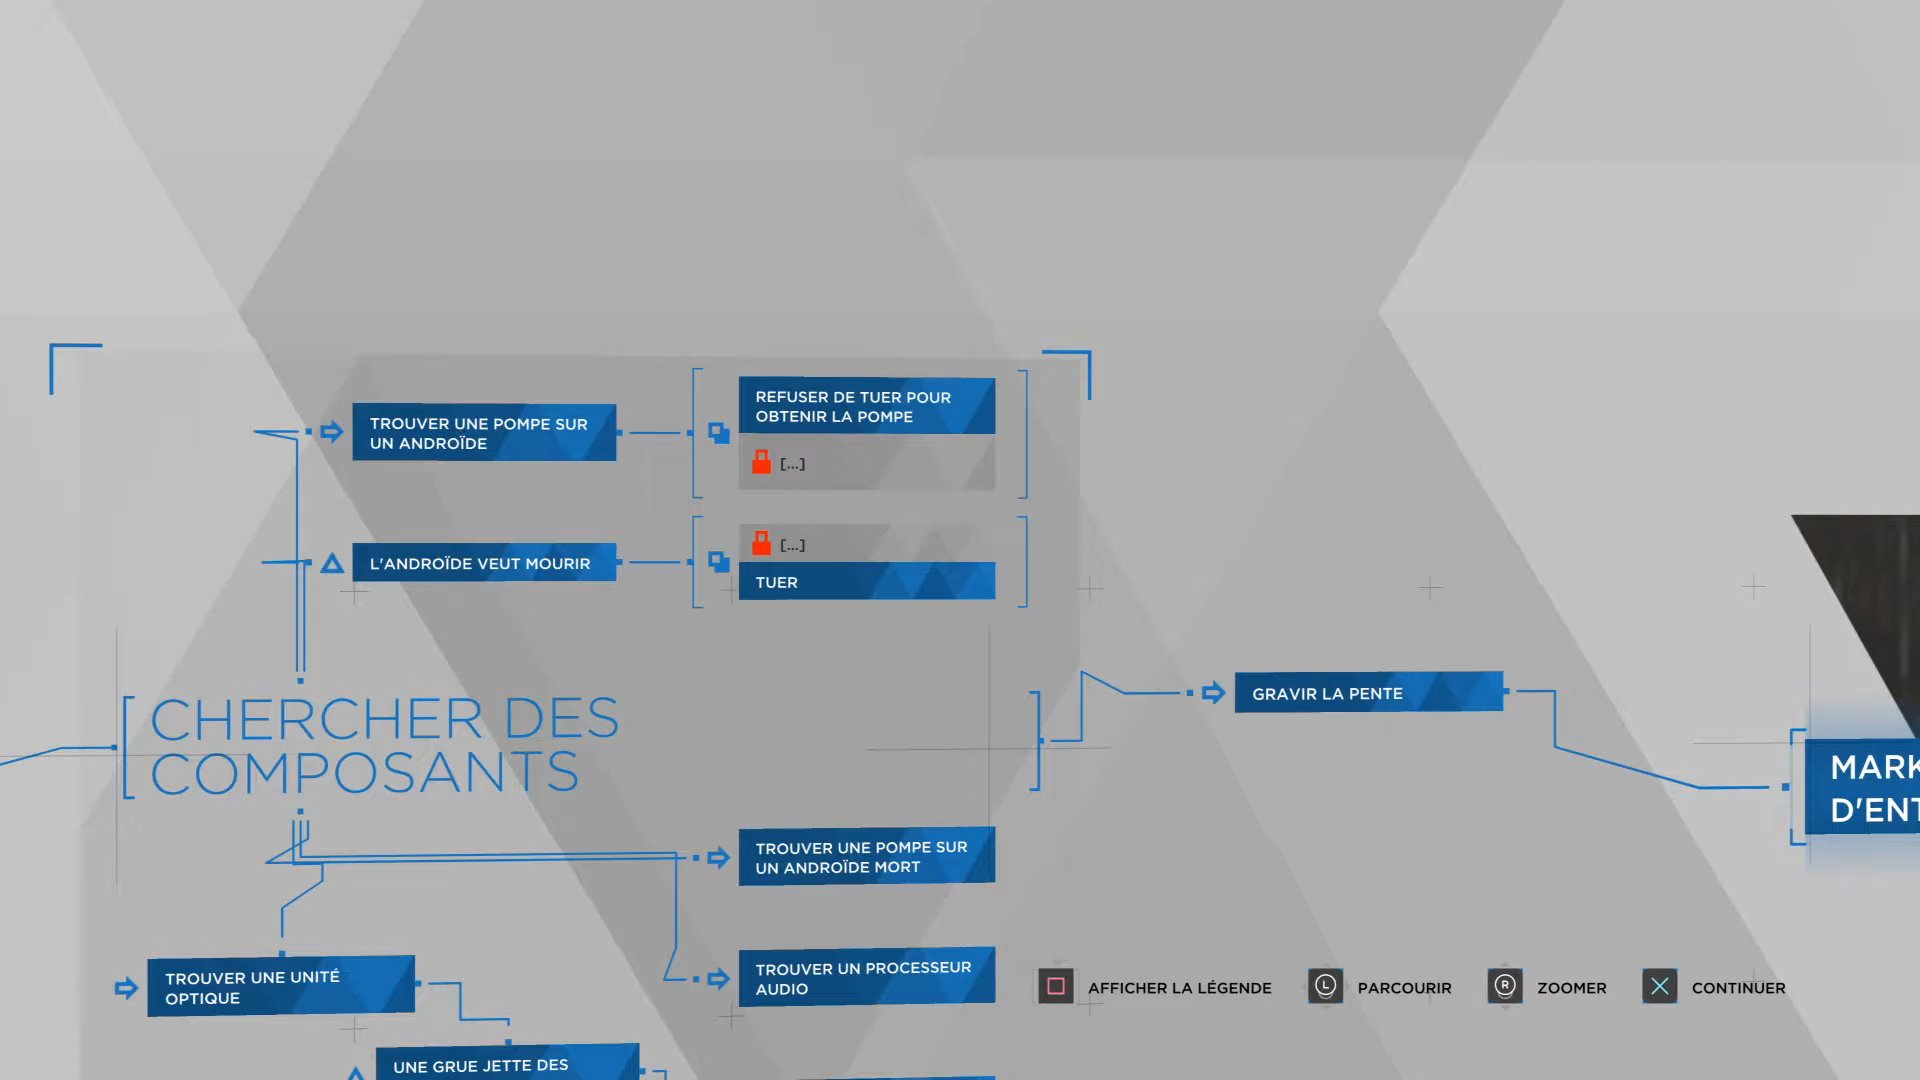 TROUVER UNE POMPE SUR
UN ANDROÏDE
REFUSER DE TUER POUR
OBTENIR LA POMPE
[...]
L'ANDROÏDE VEUT MOURIR
[...]
TUER
CHERCHER DES
COMPOSANTS
GRAVIR LA PENTE
MARK
D'ENT
TROUVER UNE POMPE SUR
UN ANDROÏDE MORT
TROUVER UNE UNITÉ
OPTIQUE
TROUVER UN PROCESSEUR
AUDIO
UNE GRUE JETTE DES
AFFICHER LA LÉGENDE
L
PARCOURIR
R
ZOOMER
CONTINUER